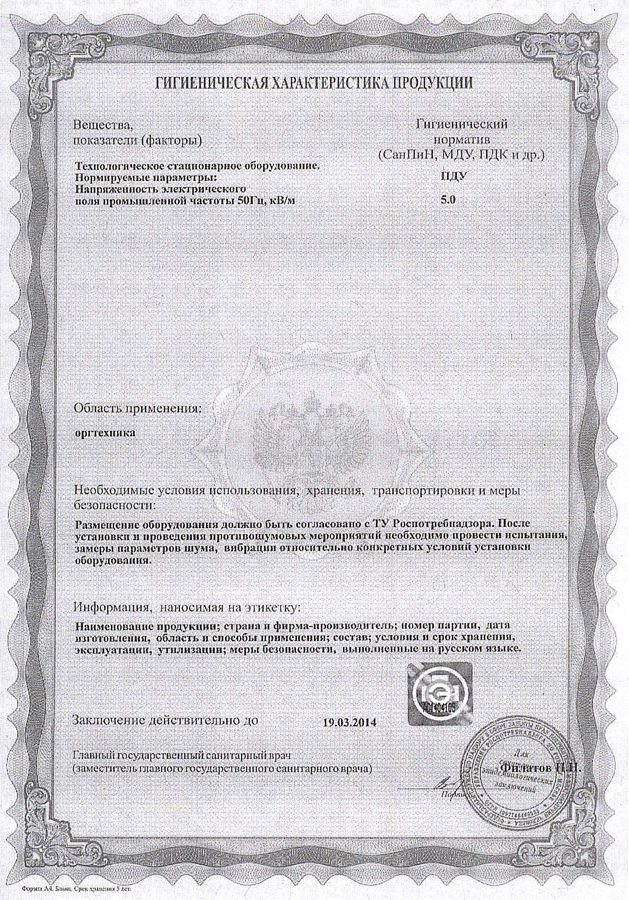 ГИГИЕНИЧЕСКАЯ ХАРАКТЕРИСТИКА ПРОДУКЦИИ
Вещества,
показатели (факторы)
Гигиенический
норматив
(СанПиН, МДУ, ПДК и др.)
Технологическое стационарное оборудование.
Нормируемые параметры:
ПДУ
Напряженность электрического
поля промышленной частоты 50Гц, кВ/м
5.0
Область применения:
оргтехника
Необходимые условия использования, хранения, транспортировки и меры
безопасности:
Размещение оборудования должно быть согласовано с ТУ Роспотребнадзора. После
установки и проведения противошумовых мероприятий необходимо провести испытания,
замеры параметров шума, вибрации относительно конкретных условий установки
оборудования.
Информация, наносимая на этикетку:
Наименование продукции; страна и фирма-производитель; номер партии, дата
изготовления, область и способы применения; состав; условия и срок хранения,
эксплуатации, утилизации; меры безопасности, выполненные на русском языке.
Заключение действительно до
19.03.2014
Главный государственный санитарный врач
(заместитель главного государственного санитарного врача)
Для
эпидемиологических
заключений
Филатов Н.Н.
Формат А4. Бланк. Срок хранения 5 лет.